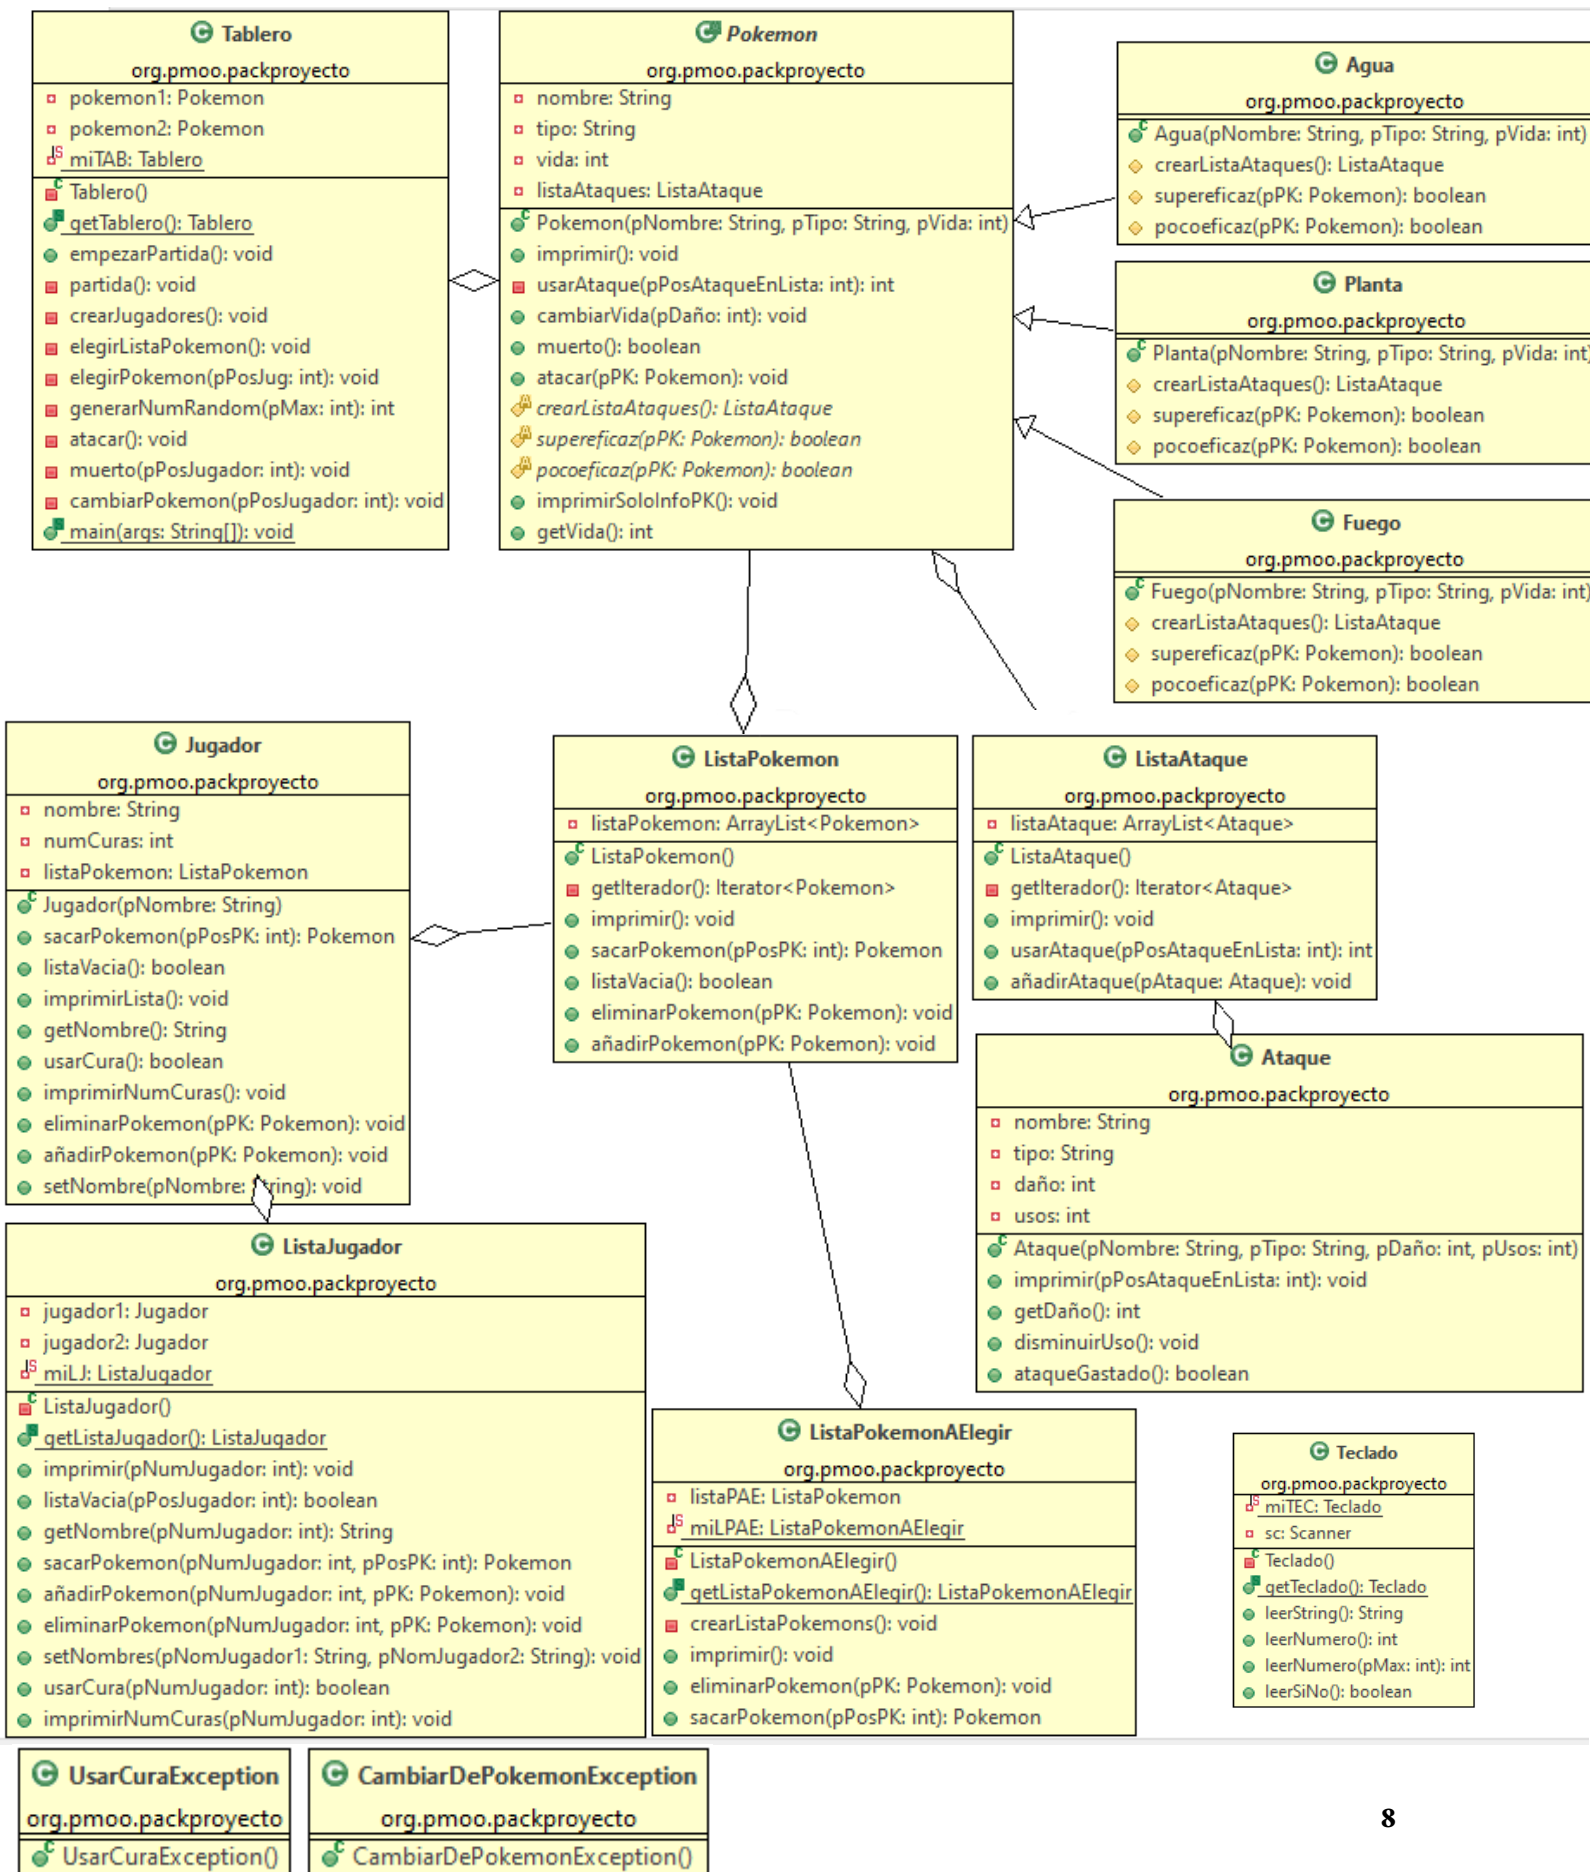 Tablero
org.pmoo.packproyecto
pokemon1: Pokemon
pokemon2: Pokemon
miTAB: Tablero
Tablero()
getTablero(): Tablero
empezarPartida(): void
partida(): void
crearJugadores(): void
elegirListaPokemon(): void
elegirPokemon(pPosJug: int): void
generarNumRandom(pMax: int): int
atacar(): void
muerto(pPosJugador: int): void
cambiarPokemon(pPosJugador: int): void
main(args: String[]): void
Pokemon
org.pmoo.packproyecto
nombre: String
tipo: String
vida: int
listaAtaques: ListaAtaque
Pokemon(pNombre: String, pTipo: String, pVida: int)
imprimir(): void
usarAtaque(pPosAtaqueEnLista: int): int
cambiarVida(pDaño: int): void
muerto(): boolean
atacar(pPK: Pokemon): void
crearListaAtaques(): ListaAtaque
supereficaz(pPK: Pokemon): boolean
pocoeficaz(pPK: Pokemon): boolean
imprimirSoloInfoPK(): void
getVida(): int
Agua
org.pmoo.packproyecto
Agua(pNombre: String, pTipo: String, pVida: int)
crearListaAtaques(): ListaAtaque
supereficaz(pPK: Pokemon): boolean
pocoeficaz(pPK: Pokemon): boolean
Planta
org.pmoo.packproyecto
Planta(pNombre: String, pTipo: String, pVida: int)
crearListaAtaques(): ListaAtaque
supereficaz(pPK: Pokemon): boolean
pocoeficaz(pPK: Pokemon): boolean
Fuego
org.pmoo.packproyecto
Fuego(pNombre: String, pTipo: String, pVida: int)
crearListaAtaques(): ListaAtaque
supereficaz(pPK: Pokemon): boolean
pocoeficaz(pPK: Pokemon): boolean
Jugador
org.pmoo.packproyecto
nombre: String
numCuras: int
listaPokemon: ListaPokemon
Jugador(pNombre: String)
sacarPokemon(pPosPK: int): Pokemon
listaVacia(): boolean
imprimirLista(): void
getNombre(): String
usarCura(): boolean
imprimirNumCuras(): void
eliminarPokemon(pPK: Pokemon): void
añadirPokemon(pPK: Pokemon): void
setNombre(pNombre: String): void
ListaPokemon
org.pmoo.packproyecto
listaPokemon: ArrayList<Pokemon>
ListaPokemon()
getIterador(): Iterator<Pokemon>
imprimir(): void
sacarPokemon(pPosPK: int): Pokemon
listaVacia(): boolean
eliminarPokemon(pPK: Pokemon): void
añadirPokemon(pPK: Pokemon): void
ListaAtaque
org.pmoo.packproyecto
listaAtaque: ArrayList<Ataque>
ListaAtaque()
getIterador(): Iterator<Ataque>
imprimir(): void
usarAtaque(pPosAtaqueEnLista: int): int
añadirAtaque(pAtaque: Ataque): void
Ataque
org.pmoo.packproyecto
nombre: String
tipo: String
daño: int
usos: int
Ataque(pNombre: String, pTipo: String, pDaño: int, pUsos: int)
imprimir(pPosAtaqueEnLista: int): void
getDaño(): int
disminuirUso(): void
ataqueGastado(): boolean
ListaJugador
org.pmoo.packproyecto
jugador1: Jugador
jugador2: Jugador
miLJ: ListaJugador
ListaJugador()
getListaJugador(): ListaJugador
imprimir(pNumJugador: int): void
listaVacia(pPosJugador: int): boolean
getNombre(pNumJugador: int): String
sacarPokemon(pNumJugador: int, pPosPK: int): Pokemon
añadirPokemon(pNumJugador: int, pPK: Pokemon): void
eliminarPokemon(pNumJugador: int, pPK: Pokemon): void
setNombres(pNomJugador1: String, pNomJugador2: String): void
usarCura(pNumJugador: int): boolean
imprimirNumCuras(pNumJugador: int): void
ListaPokemonAElegir
org.pmoo.packproyecto
listaPAE: ListaPokemon
miLPAE: ListaPokemonAElegir
ListaPokemonAElegir()
getListaPokemonAElegir(): ListaPokemonAElegir
crearListaPokemons(): void
imprimir(): void
eliminarPokemon(pPK: Pokemon): void
sacarPokemon(pPosPK: int): Pokemon
Teclado
org.pmoo.packproyecto
miTEC: Teclado
sc: Scanner
Teclado()
getTeclado(): Teclado
leerString(): String
leerNumero(): int
leerNumero(pMax: int): int
leerSiNo(): boolean
UsarCuraException
org.pmoo.packproyecto
UsarCuraException()
CambiarDePokemonException
org.pmoo.packproyecto
CambiarDePokemonException()
8